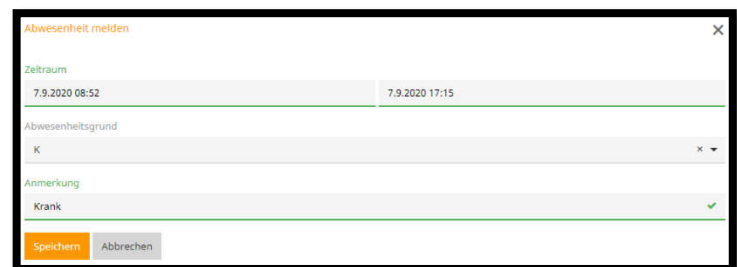 Abwesenheit melden
Zeitraum
7.9.2020 08:52 7.9.2020 17:15
Abwesenheitsgrund
K
Anmerkung
Krank
Speichern Abbrechen